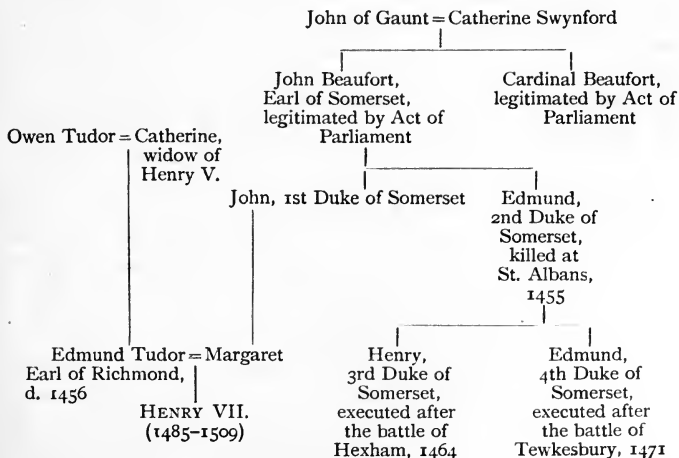 John of Gaunt = Catherine Swynford
John Beaufort,
Earl of Somerset,
legitimated by Act of
Parliament
Cardinal Beaufort,
legitimated by Act of
Parliament
Owen Tudor = Catherine,
widow of
Henry V.
John, 1st Duke of Somerset
Edmund,
2nd Duke of
Somerset,
killed at
St. Albans,
1455
Edmund Tudor = Margaret
Earl of Richmond,
d. 1456
HENRY VII.
(1485–1509)
Henry,
3rd Duke of
Somerset,
executed after
the battle of
Hexham, 1464
Edmund,
4th Duke of
Somerset,
executed after
the battle of
Tewkesbury, 1471